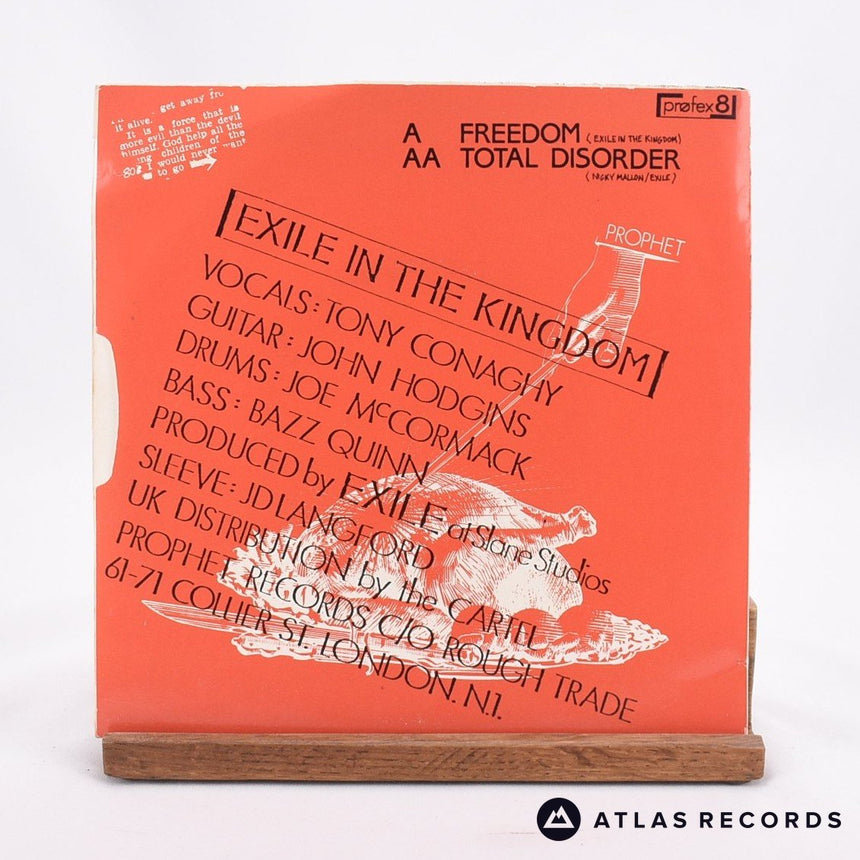 get away
it alive.
It is a force that is
more evil than the devil
himself. God help all the
ing children of the
80s I would never want
to go
profex 8
A FREEDOM (EXILE IN THE KINGDOM)
AA TOTAL DISORDER
(NICKY MALLON/EXILE)
PROPHET
[EXILE IN THE KINGDOM]
VOCALS: TONY CONAGHY
GUITAR: JOHN HODGINS
DRUMS: JOE McCORMACK
BASS: BAZZ QUINN
PRODUCED by EXILE at Slane Studios
SLEEVE: JD LANGFORD
UK DISTRIBUTION by the CARTEL
PROPHET RECORDS C/O ROUGH TRADE
61-71 COLLIER ST. LONDON. N.1.
ATLAS RECORDS